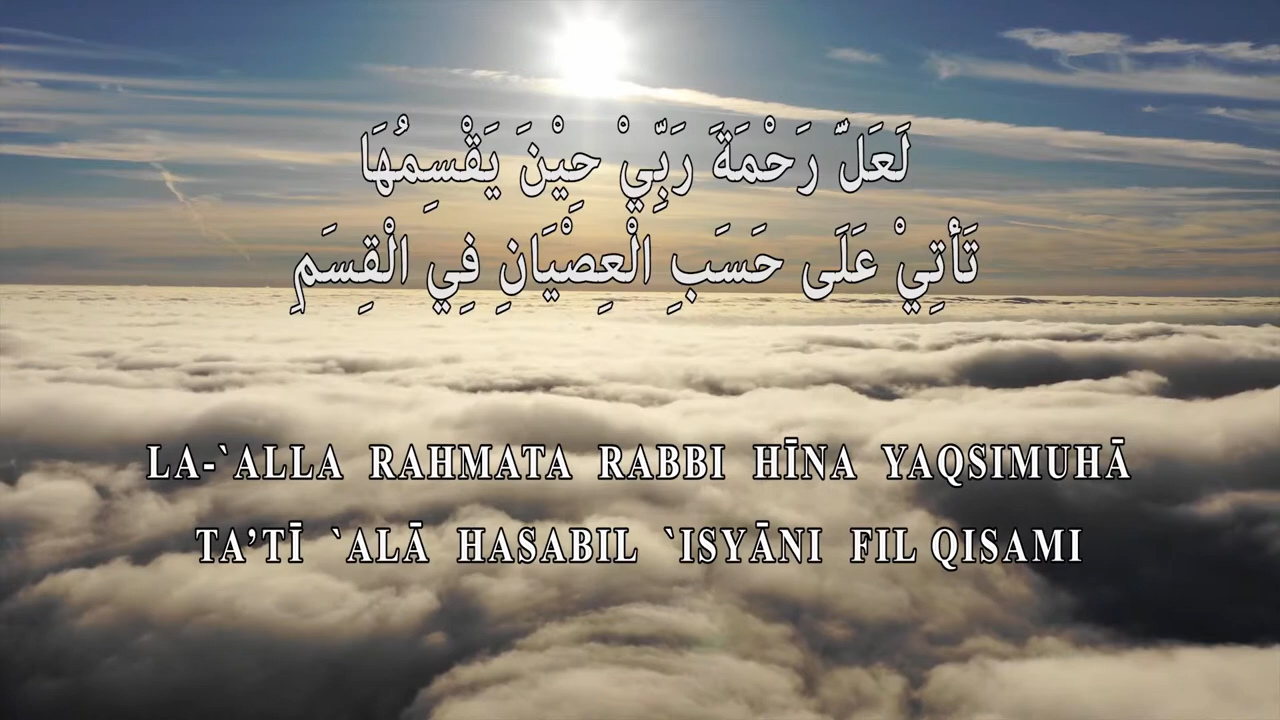 لَعَلَّ رَحْمَةَ رَبِّيْ حِيْنَ يَقْسِمُهَا
تَأْتِيْ عَلَى حَسَبِ الْعِصْيَانِ فِي الْقِسَمِ
LA-`ALLA RAHMATA RABBI HĪNA YAQSIMUHĀ
TA’TĪ `ALĀ HASABIL `ISYĀNI FIL QISAMI